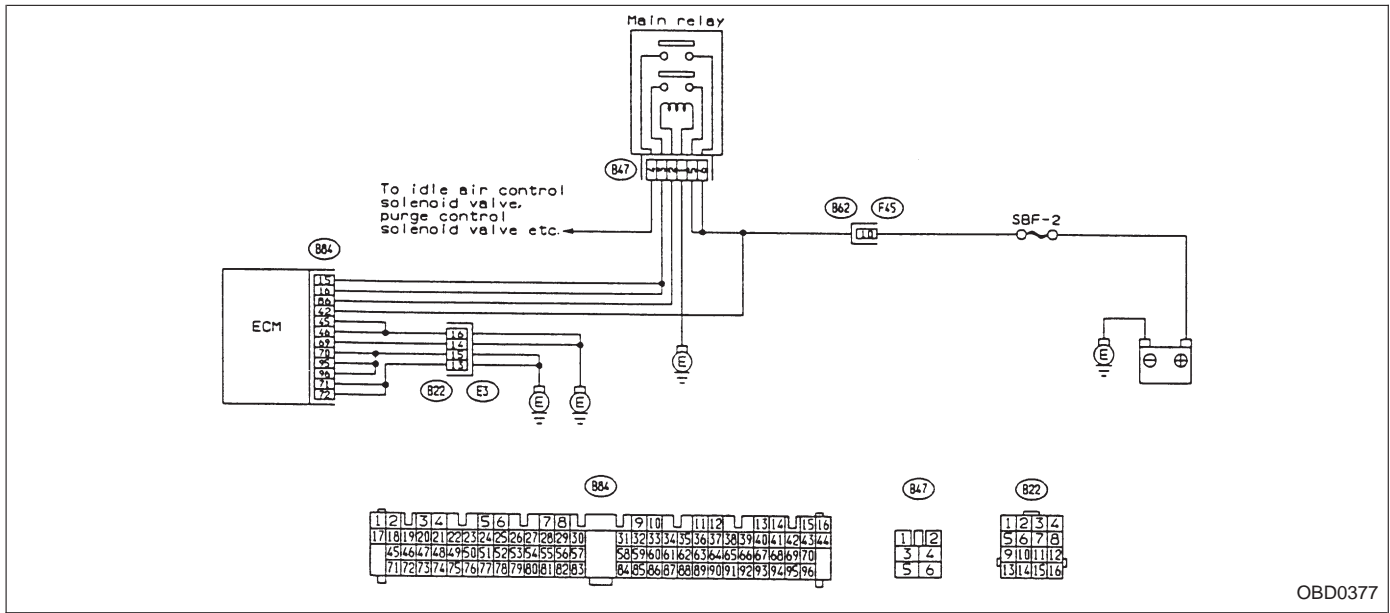 Main relay
B47
To idle air control
solenoid valve,
purge control
solenoid valve etc.
B62 F45
10
SBF-2
B84
ECM
15
16
86
42
45
46
69
70
95
96
71
72
16
14
15
13
B22 E3
E
E
E
E
⊖ ⊕
B84
1 2 3 4 5 6 7 8 9 10 11 12 13 14 15 16
17 18 19 20 21 22 23 24 25 26 27 28 29 30 31 32 33 34 35 36 37 38 39 40 41 42 43 44
45 46 47 48 49 50 51 52 53 54 55 56 57 58 59 60 61 62 63 64 65 66 67 68 69 70
71 72 73 74 75 76 77 78 79 80 81 82 83 84 85 86 87 88 89 90 91 92 93 94 95 96
B47
1 2
3 4
5 6
B22
1 2 3 4
5 6 7 8
9 10 11 12
13 14 15 16
OBD0377